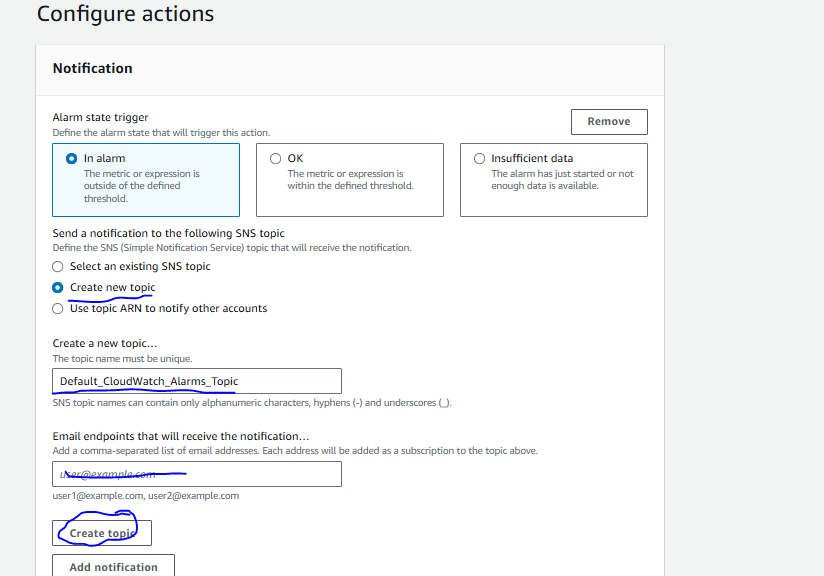 Configure actions
Notification
Alarm state trigger
Define the alarm state that will trigger this action.
Remove
In alarm
The metric or expression is
outside of the defined
threshold.
OK
The metric or expression is
within the defined threshold.
Insufficient data
The alarm has just started or not
enough data is available.
Send a notification to the following SNS topic
Define the SNS (Simple Notification Service) topic that will receive the notification.
Select an existing SNS topic
Create new topic
Use topic ARN to notify other accounts
Create a new topic...
The topic name must be unique.
Default_CloudWatch_Alarms_Topic
SNS topic names can contain only alphanumeric characters, hyphens (-) and underscores (_).
Email endpoints that will receive the notification...
Add a comma-separated list of email addresses. Each address will be added as a subscription to the topic above.
user@example.com
user1@example.com, user2@example.com
Create topic
Add notification